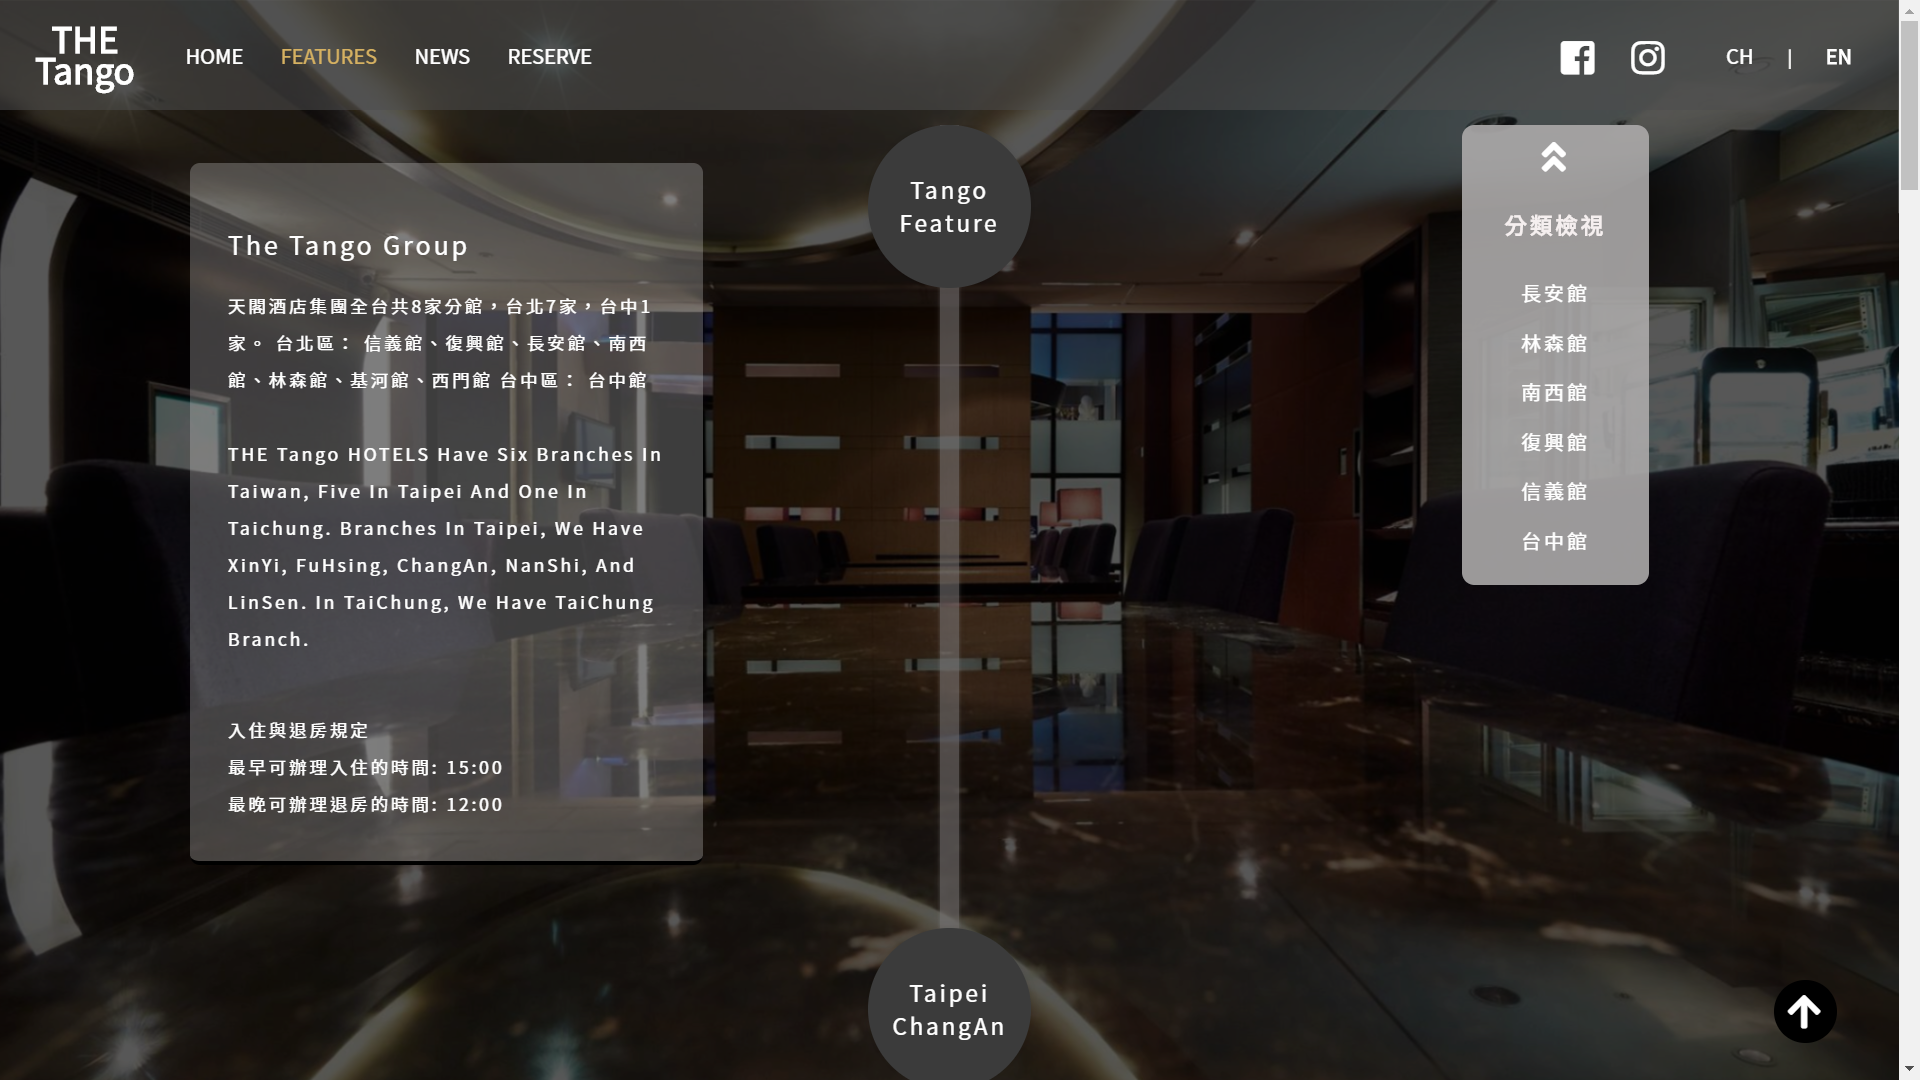 THE
Tango
HOME
FEATURES
NEWS
RESERVE
CH
|
EN
Tango
Feature
The Tango Group
天閣酒店集團全台共8家分館，台北7家，台中1
家。 台北區： 信義館、復興館、長安館、南西
館、林森館、基河館、西門館 台中區： 台中館
THE Tango HOTELS Have Six Branches In
Taiwan, Five In Taipei And One In
Taichung. Branches In Taipei, We Have
XinYi, FuHsing, ChangAn, NanShi, And
LinSen. In TaiChung, We Have TaiChung
Branch.
入住與退房規定
最早可辦理入住的時間: 15:00
最晚可辦理退房的時間: 12:00
分類檢視
長安館
林森館
南西館
復興館
信義館
台中館
Taipei
ChangAn